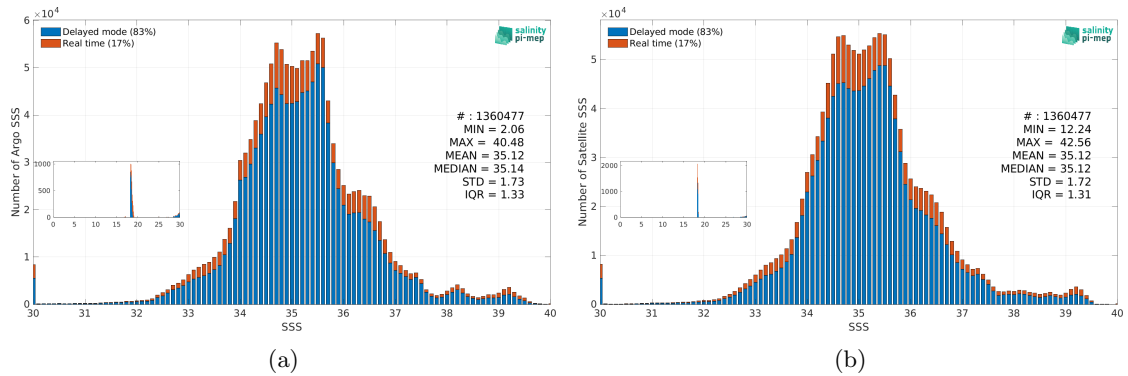 ×10⁴
6
5
4
3
2
1
0
Number of Argo SSS
Delayed mode (83%)
Real time (17%)
salinity
pi-mep
# : 1360477
MIN = 2.06
MAX = 40.48
MEAN = 35.12
MEDIAN = 35.14
STD = 1.73
IQR = 1.33
1000
500
0
0 5 10 15 20 25 30
30 31 32 33 34 35 36 37 38 39 40
SSS
(a)
×10⁴
5
4
3
2
1
0
Number of Satellite SSS
Delayed mode (83%)
Real time (17%)
salinity
pi-mep
# : 1360477
MIN = 12.24
MAX = 42.56
MEAN = 35.12
MEDIAN = 35.12
STD = 1.72
IQR = 1.31
2000
1000
0
0 5 10 15 20 25 30
30 31 32 33 34 35 36 37 38 39 40
SSS
(b)